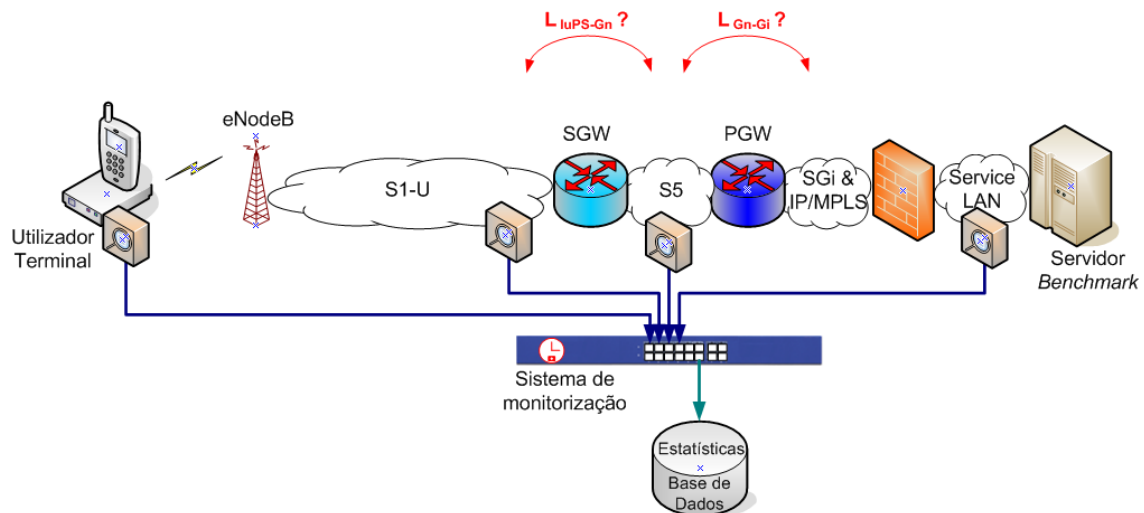 L IuPS-Gn ?
L Gn-Gi ?
eNodeB
SGW
PGW
S1-U
S5
SGi &
IP/MPLS
Service
LAN
Utilizador
Terminal
Servidor
Benchmark
Sistema de
monitorização
Estatísticas
Base de
Dados